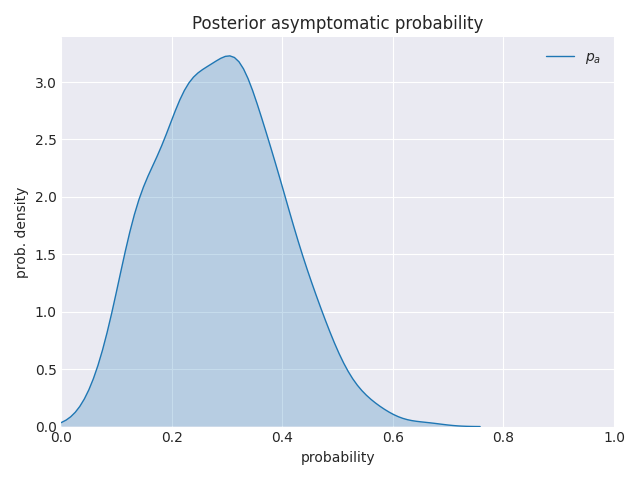 Posterior asymptomatic probability
pₐ
prob. density
3.0
2.5
2.0
1.5
1.0
0.5
0.0
0.0 0.2 0.4 0.6 0.8 1.0
probability